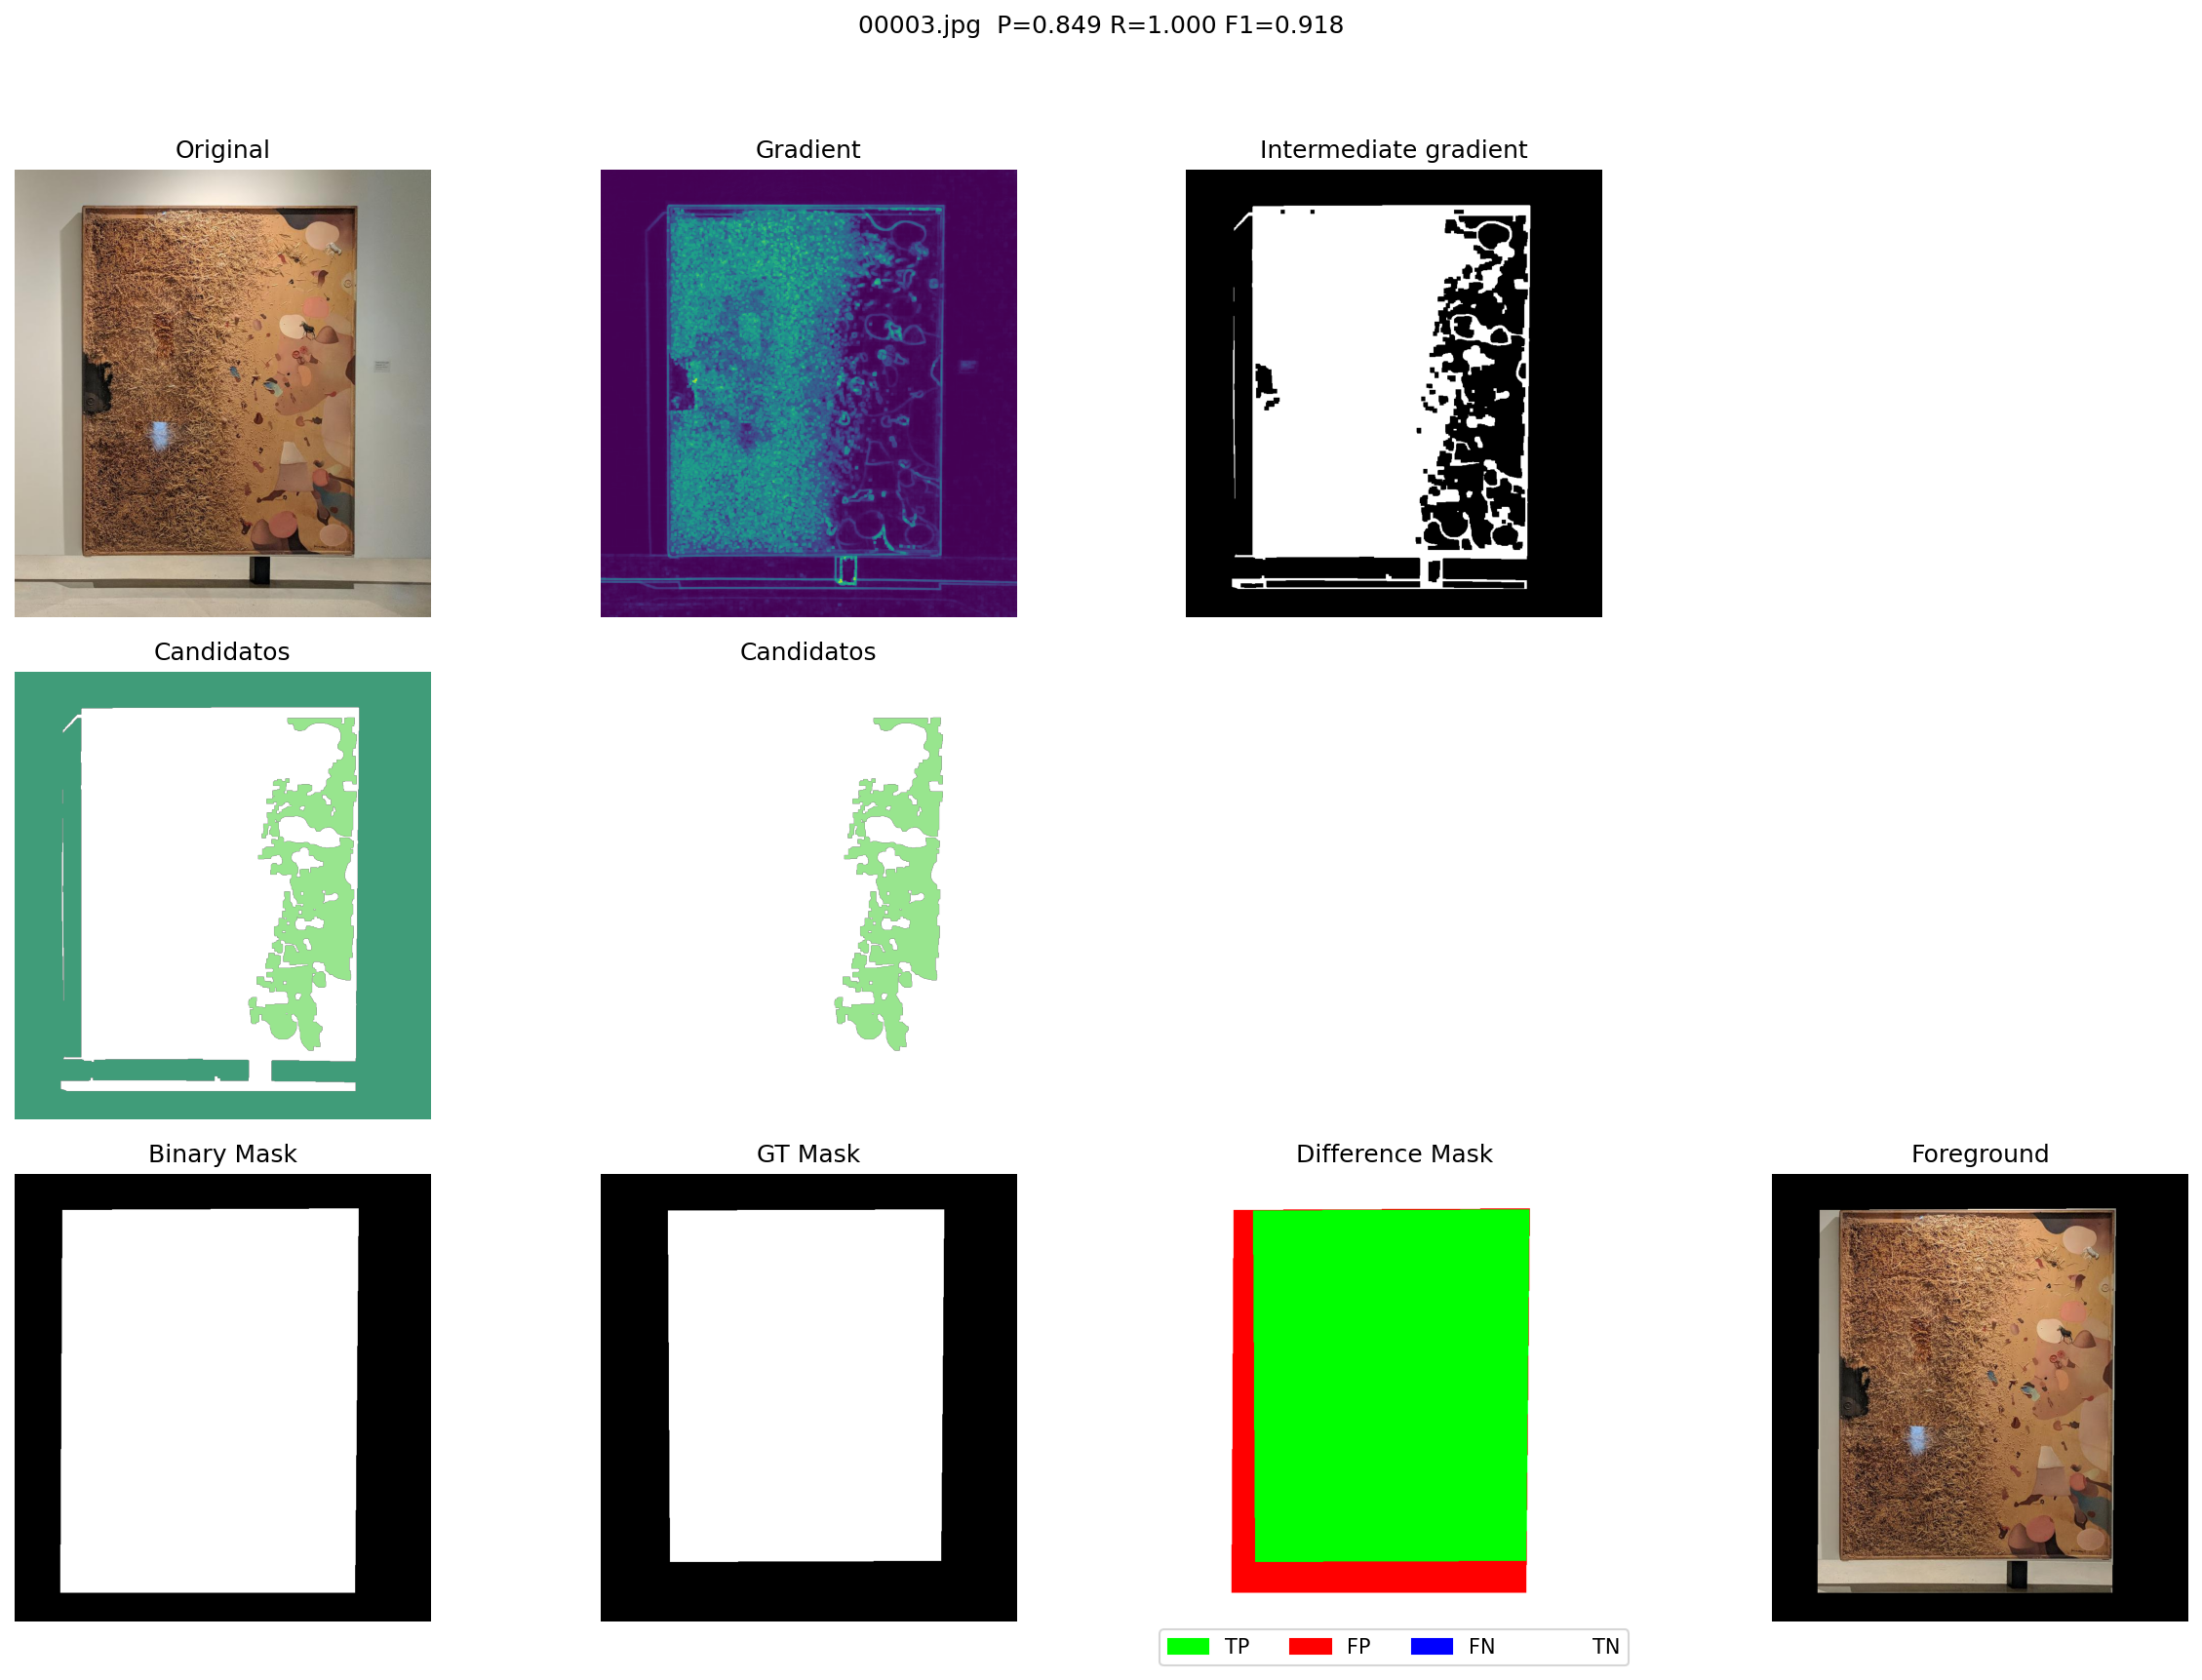 00003.jpg  P=0.849 R=1.000 F1=0.918
Original
Gradient
Intermediate gradient
Candidatos
Candidatos
Binary Mask
GT Mask
Difference Mask
Foreground
TP FP FN TN